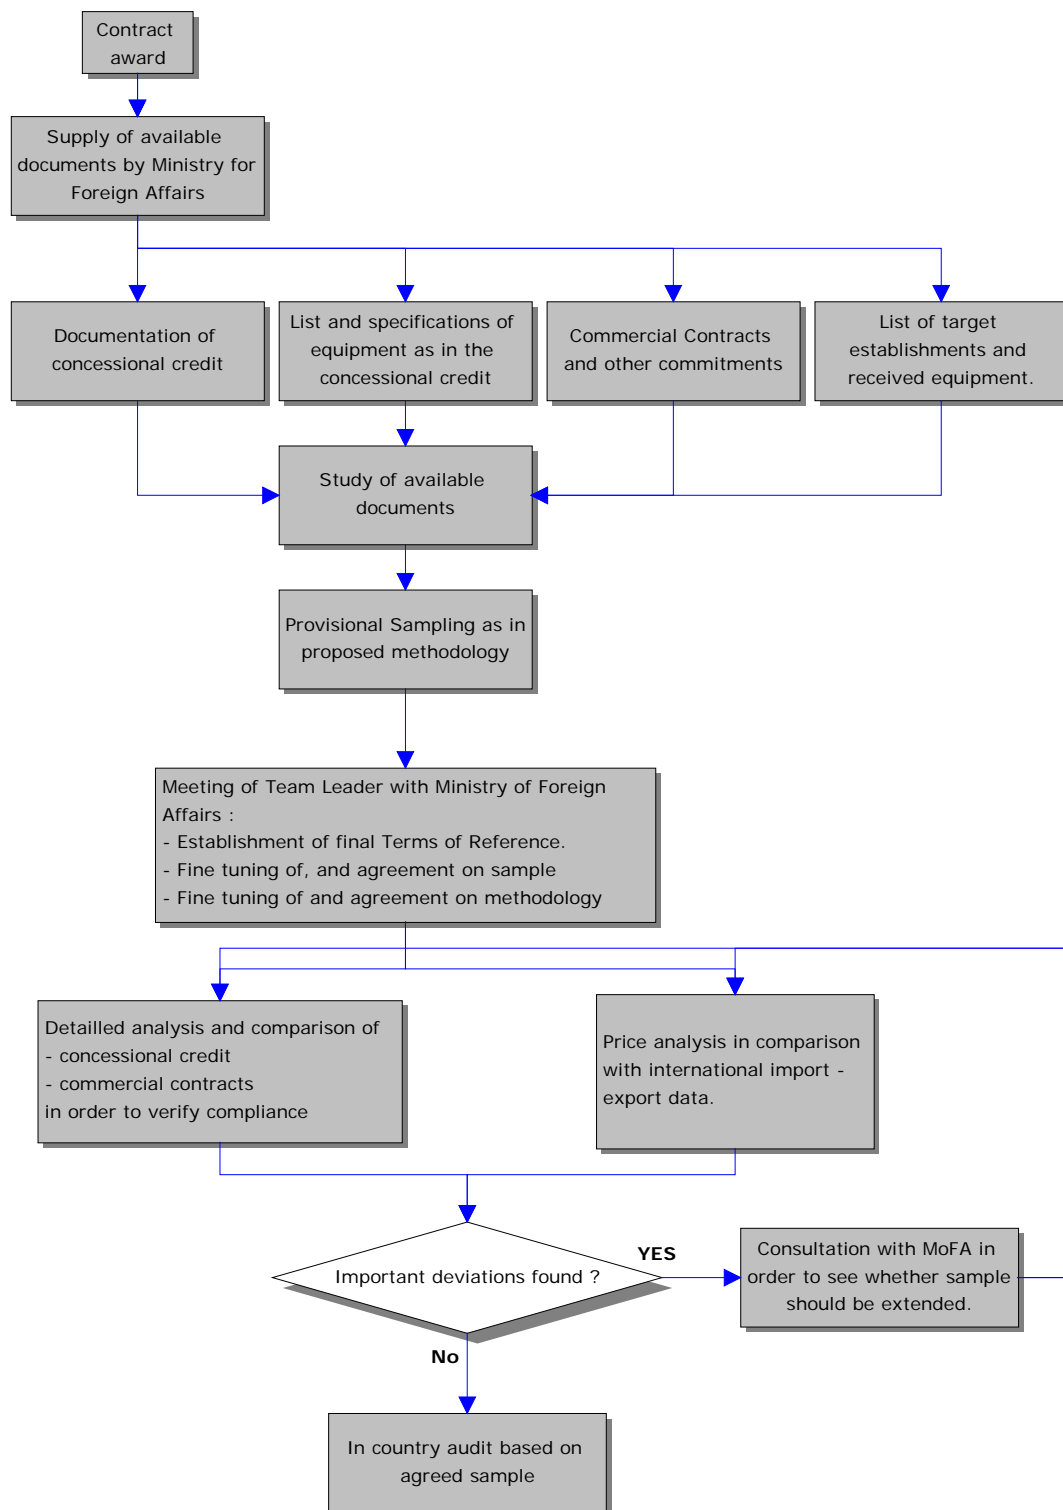 Contract
award
Supply of available
documents by Ministry for
Foreign Affairs
Documentation of
concessional credit
List and specifications of
equipment as in the
concessional credit
Commercial Contracts
and other commitments
List of target
establishments and
received equipment.
Study of available
documents
Provisional Sampling as in
proposed methodology
Meeting of Team Leader with Ministry of Foreign
Affairs :
- Establishment of final Terms of Reference.
- Fine tuning of, and agreement on sample
- Fine tuning of and agreement on methodology
Detailled analysis and comparison of
- concessional credit
- commercial contracts
in order to verify compliance
Price analysis in comparison
with international import -
export data.
Important deviations found ?
YES
Consultation with MoFA in
order to see whether sample
should be extended.
No
In country audit based on
agreed sample